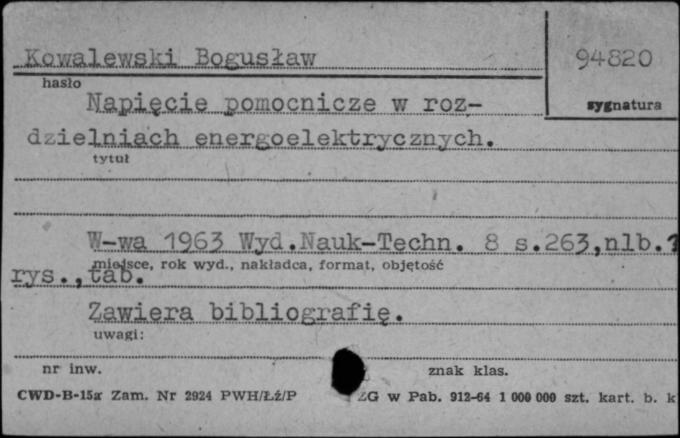 Kowalewski Bogusław
94820
hasło
sygnatura
Napięcie pomocnicze w roz-
dzielniach energoelektrycznych.
tytuł
W-wa 1963 Wyd.Nauk-Techn. 8 s.263,nlb.
miejsce, rok wyd., nakładca, format, objętość
rys.,tab.
Zawiera bibliografię.
uwagi:
nr inw.
znak klas.
CWD-B-15a Zam. Nr 2924 PWH/Łź/P
ZG w Pab. 912-64 1 000 000 szt. kart. b. k